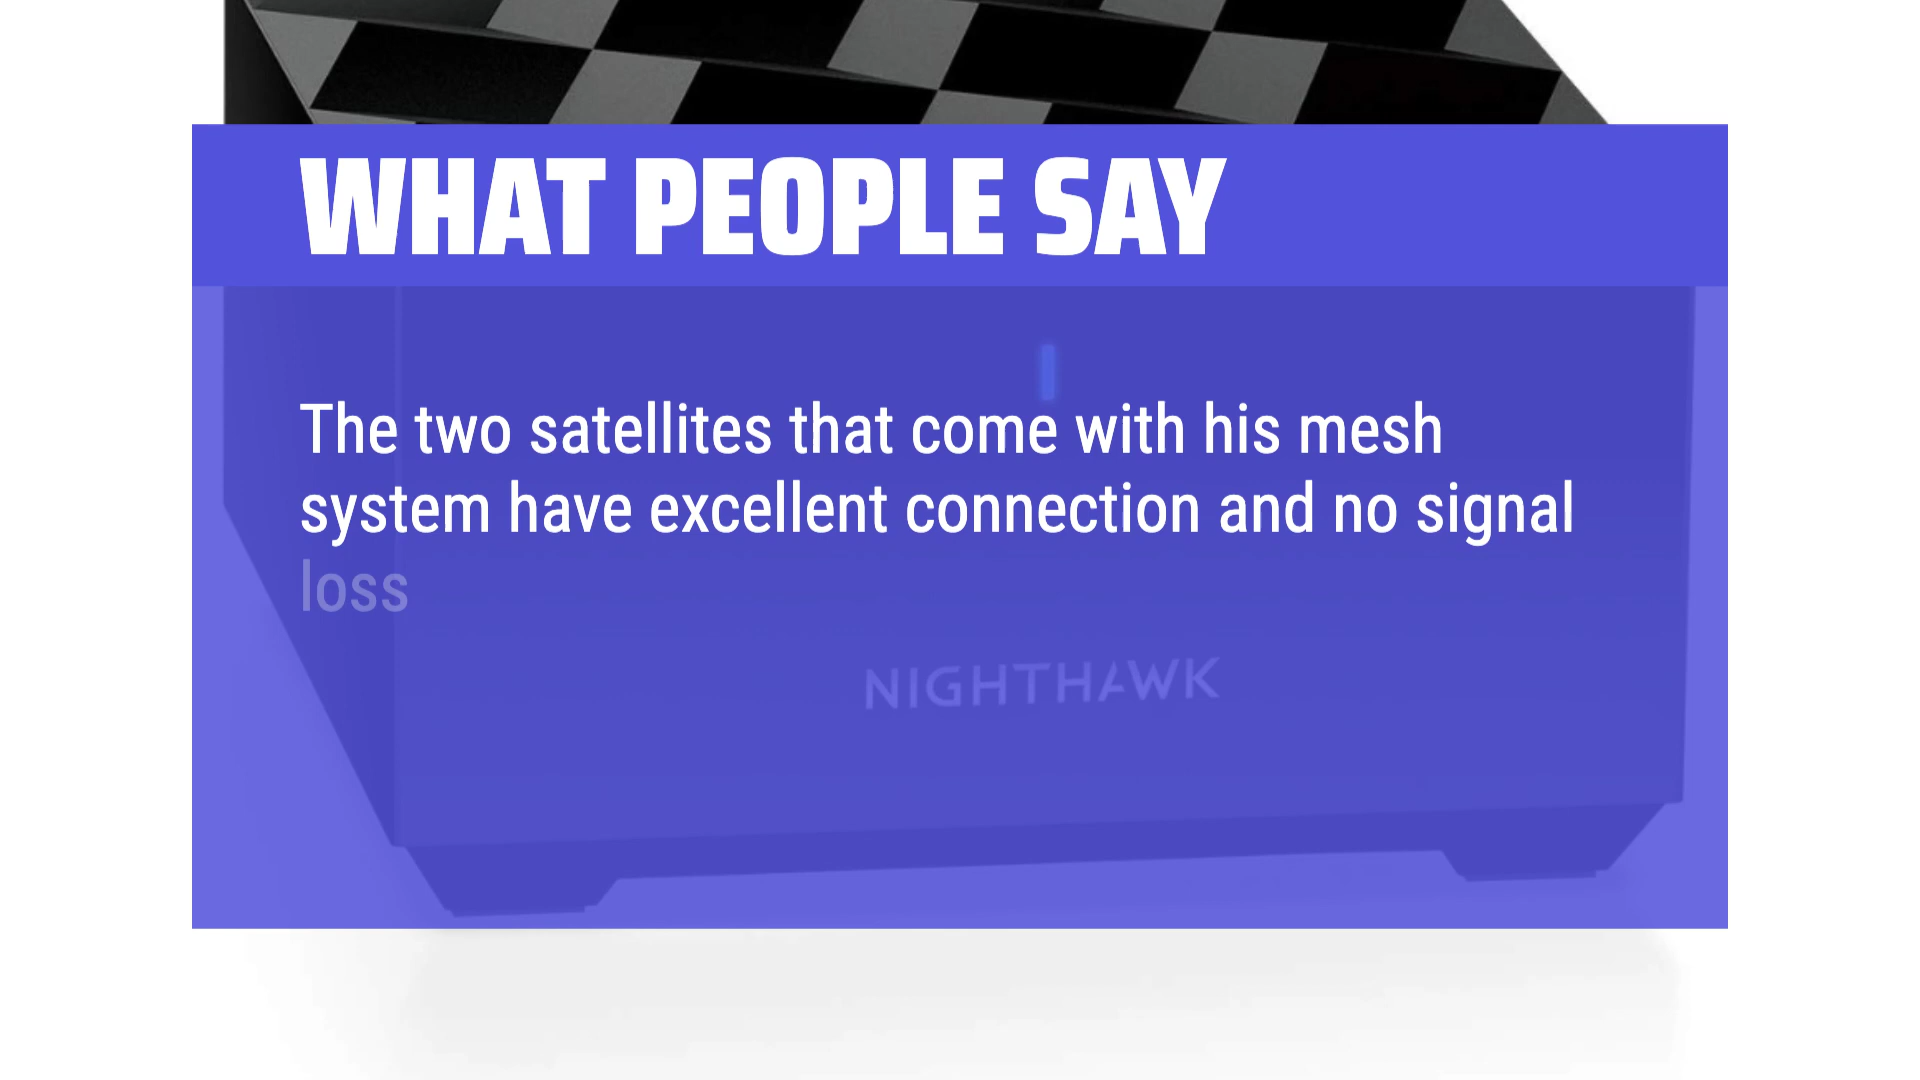 WHAT PEOPLE SAY
The two satellites that come with his mesh
system have excellent connection and no signal
loss
NIGHTHAWK